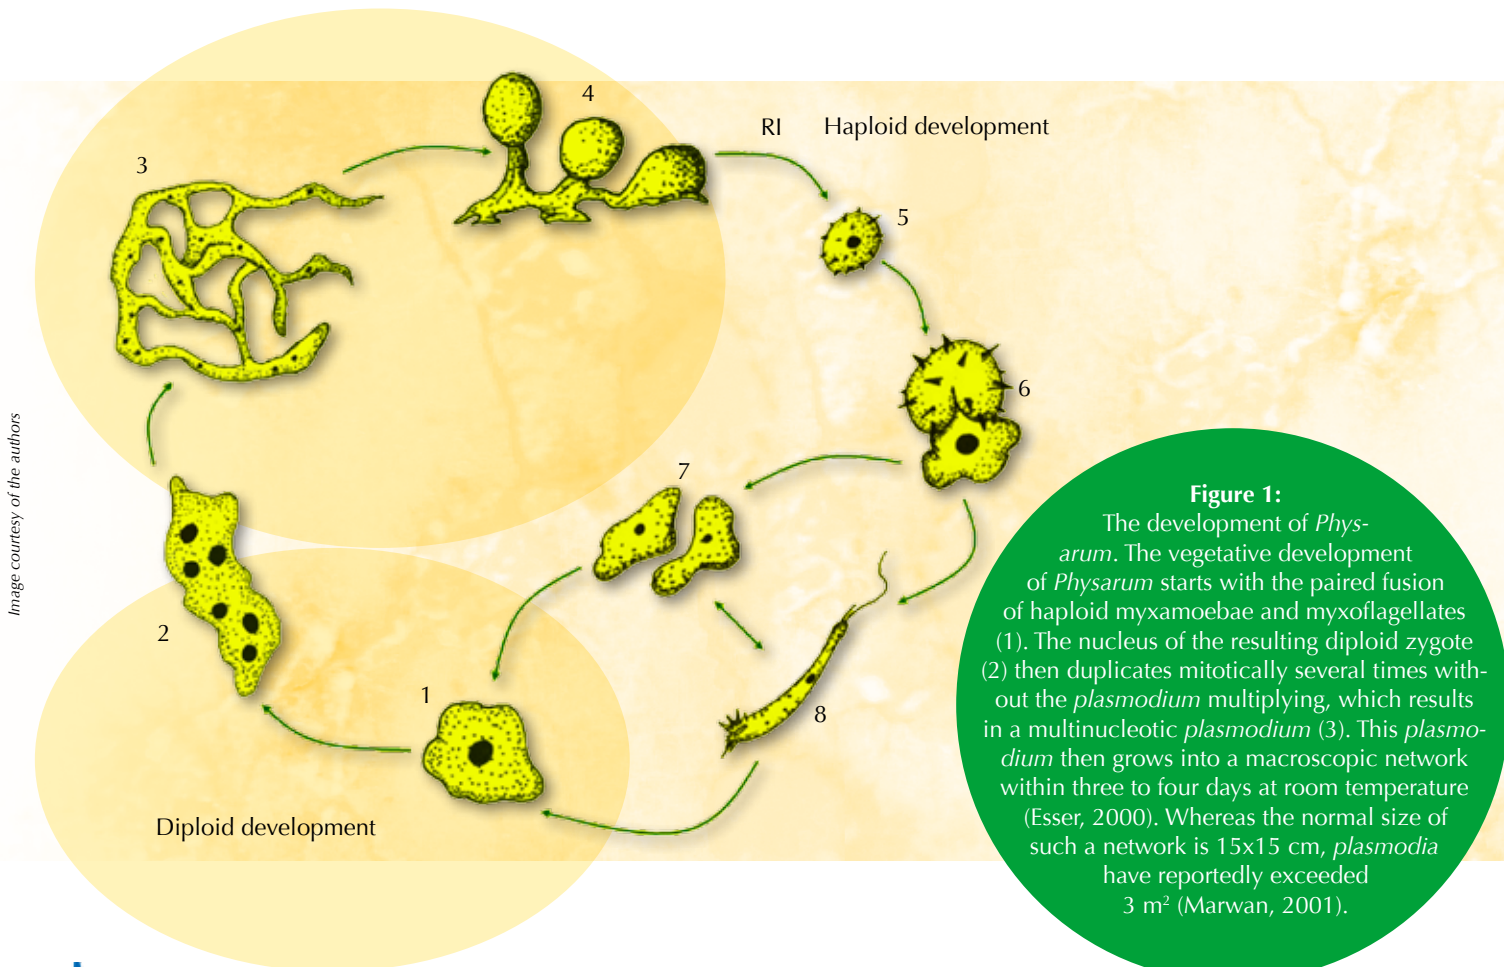 4
RI
Haploid development
3
5
6
7
2
1
8
Diploid development
Image courtesy of the authors
Figure 1:
The development of Phys-
arum. The vegetative development
of Physarum starts with the paired fusion
of haploid myxamoebae and myxoflagellates
(1). The nucleus of the resulting diploid zygote
(2) then duplicates mitotically several times with-
out the plasmodium multiplying, which results
in a multinucleotic plasmodium (3). This plasmo-
dium then grows into a macroscopic network
within three to four days at room temperature
(Esser, 2000). Whereas the normal size of
such a network is 15x15 cm, plasmodia
have reportedly exceeded
3 m² (Marwan, 2001).